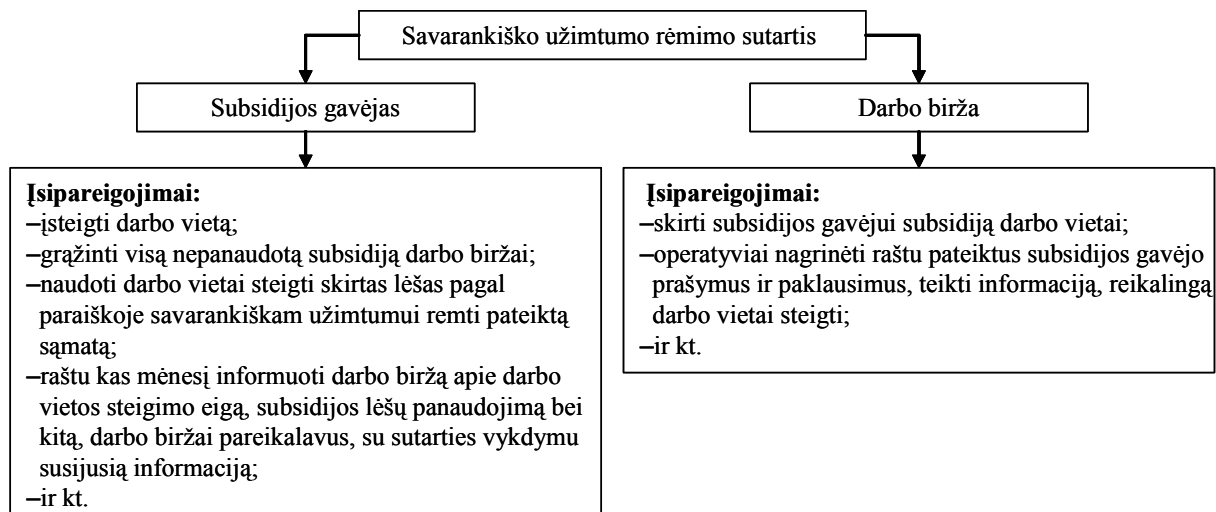 Savarankiško užimtumo rėmimo sutartis
Subsidijos gavėjas
Darbo birža
Įsipareigojimai:
–įsteigti darbo vietą;
–grąžinti visą nepanaudotą subsidiją darbo biržai;
–naudoti darbo vietai steigti skirtas lėšas pagal
paraiškoje savarankiškam užimtumui remti pateiktą
sąmatą;
–raštu kas mėnesį informuoti darbo biržą apie darbo
vietos steigimo eigą, subsidijos lėšų panaudojimą bei
kitą, darbo biržai pareikalavus, su sutarties vykdymu
susijusią informaciją;
–ir kt.
Įsipareigojimai:
–skirti subsidijos gavėjui subsidiją darbo vietai;
–operatyviai nagrinėti raštu pateiktus subsidijos gavėjo
prašymus ir paklausimus, teikti informaciją, reikalingą
darbo vietai steigti;
–ir kt.